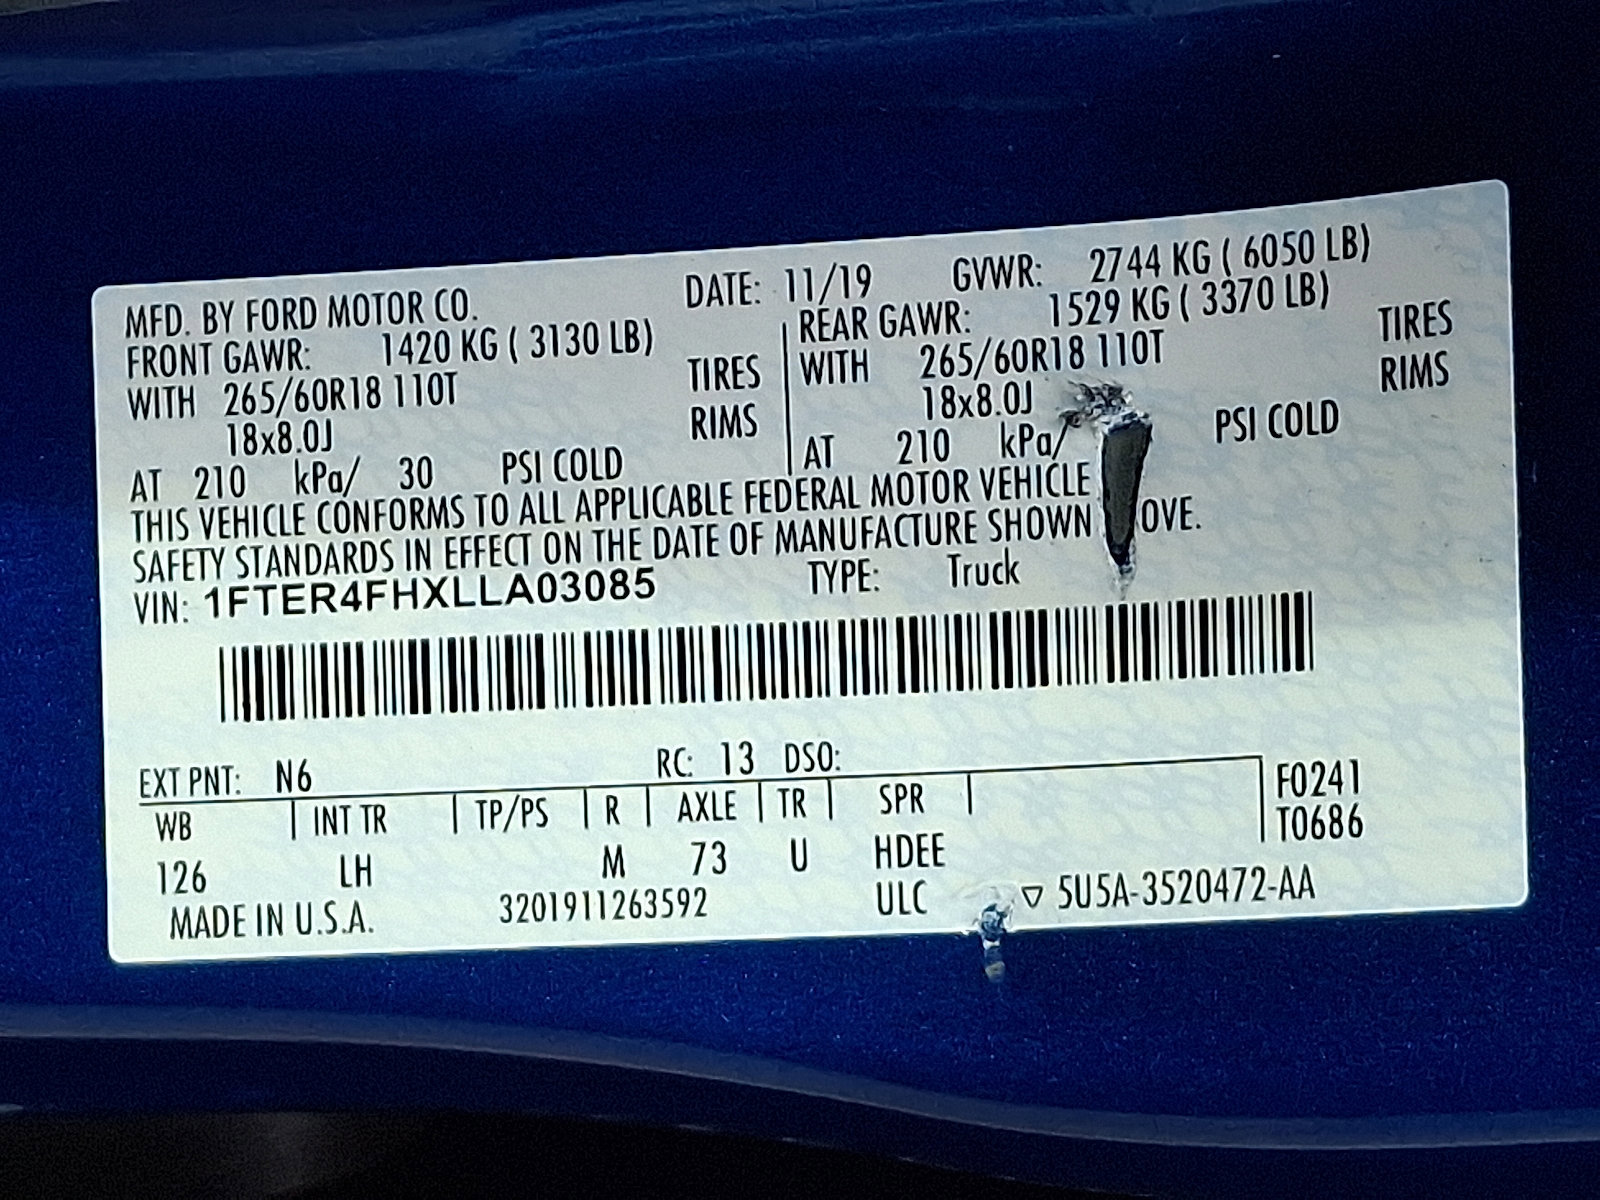 MFD. BY FORD MOTOR CO. DATE: 11/19 GVWR: 2744 KG ( 6050 LB)
FRONT GAWR: 1420 KG ( 3130 LB) REAR GAWR: 1529 KG ( 3370 LB)
WITH 265/60R18 110T TIRES WITH 265/60R18 110T TIRES
18x8.0J RIMS 18x8.0J RIMS
AT 210 kPa/ 30 PSI COLD AT 210 kPa/ PSI COLD
THIS VEHICLE CONFORMS TO ALL APPLICABLE FEDERAL MOTOR VEHICLE
SAFETY STANDARDS IN EFFECT ON THE DATE OF MANUFACTURE SHOWN OVE.
VIN: 1FTER4FHXLLA03085 TYPE: Truck
EXT PNT: N6 RC: 13 DSO:
WB INT TR TP/PS R AXLE TR SPR F0241
T0686
126 LH M 73 U HDEE
MADE IN U.S.A. 3201911263592 ULC ▽ 5U5A-3520472-AA